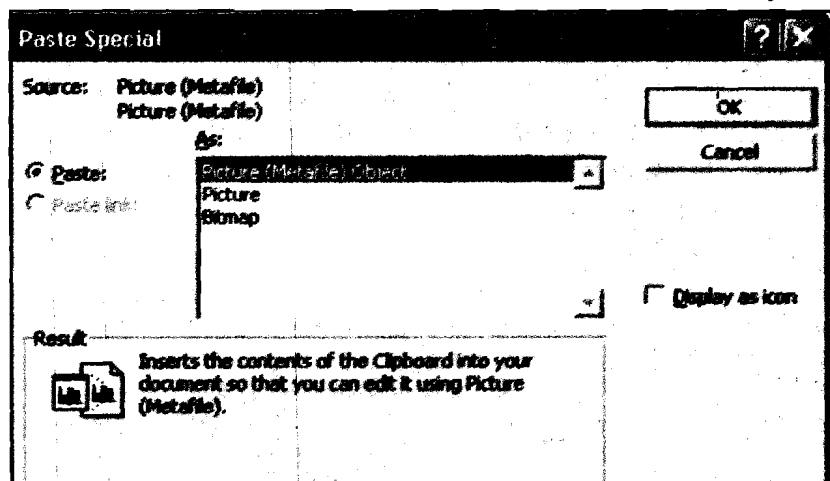 Paste Special
Source: Picture (Metafile)
Picture (Metafile)
As:
OK
Cancel
Paste:
Paste link:
Picture (Metafile) Object
Picture
Bitmap
Display as icon
Result
Inserts the contents of the Clipboard into your
document so that you can edit it using Picture
(Metafile).